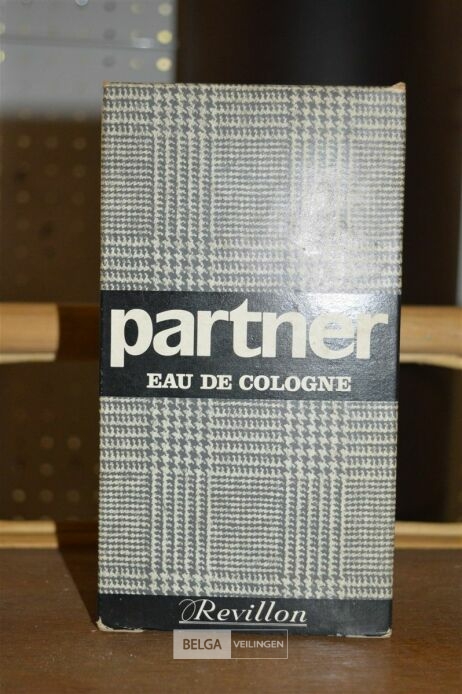 partner
EAU DE COLOGNE
Revillon
BELGA VEILINGEN